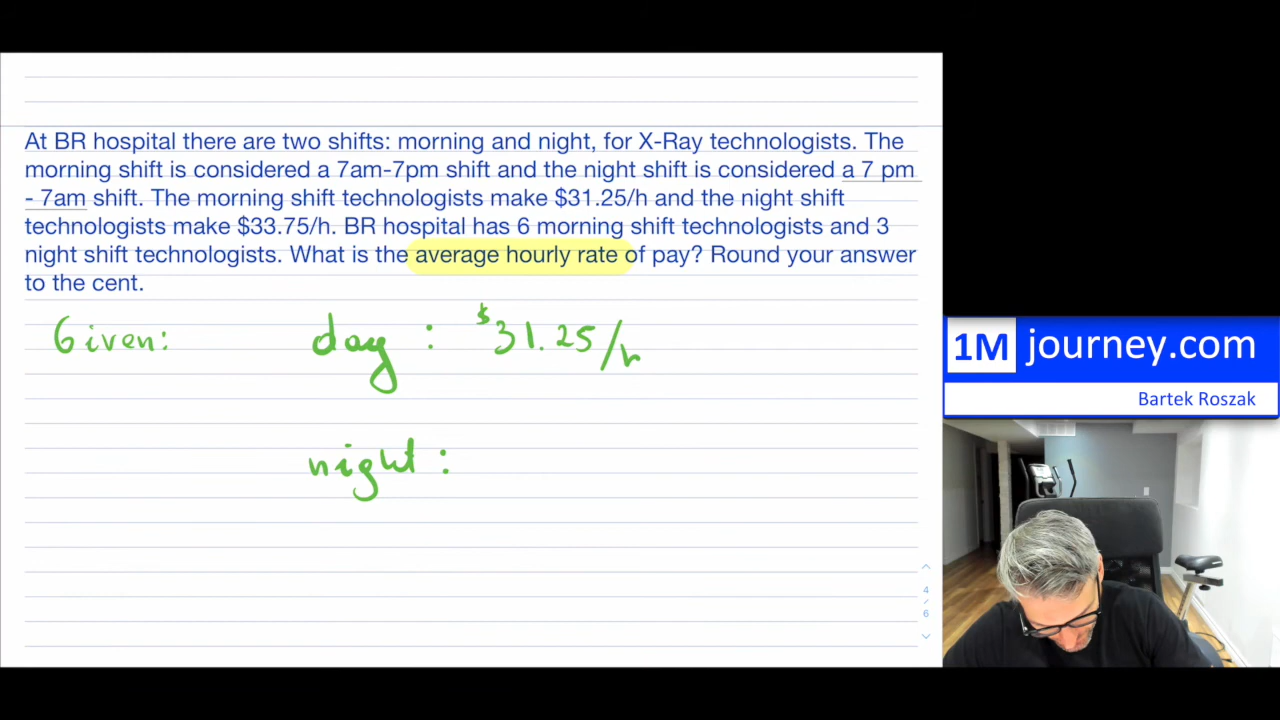 At BR hospital there are two shifts: morning and night, for X-Ray technologists. The
morning shift is considered a 7am-7pm shift and the night shift is considered a 7 pm
- 7am shift. The morning shift technologists make $31.25/h and the night shift
technologists make $33.75/h. BR hospital has 6 morning shift technologists and 3
night shift technologists. What is the average hourly rate of pay? Round your answer
to the cent.
Given: day : $31.25/h
night :
1M journey.com
Bartek Roszak
4
/
6